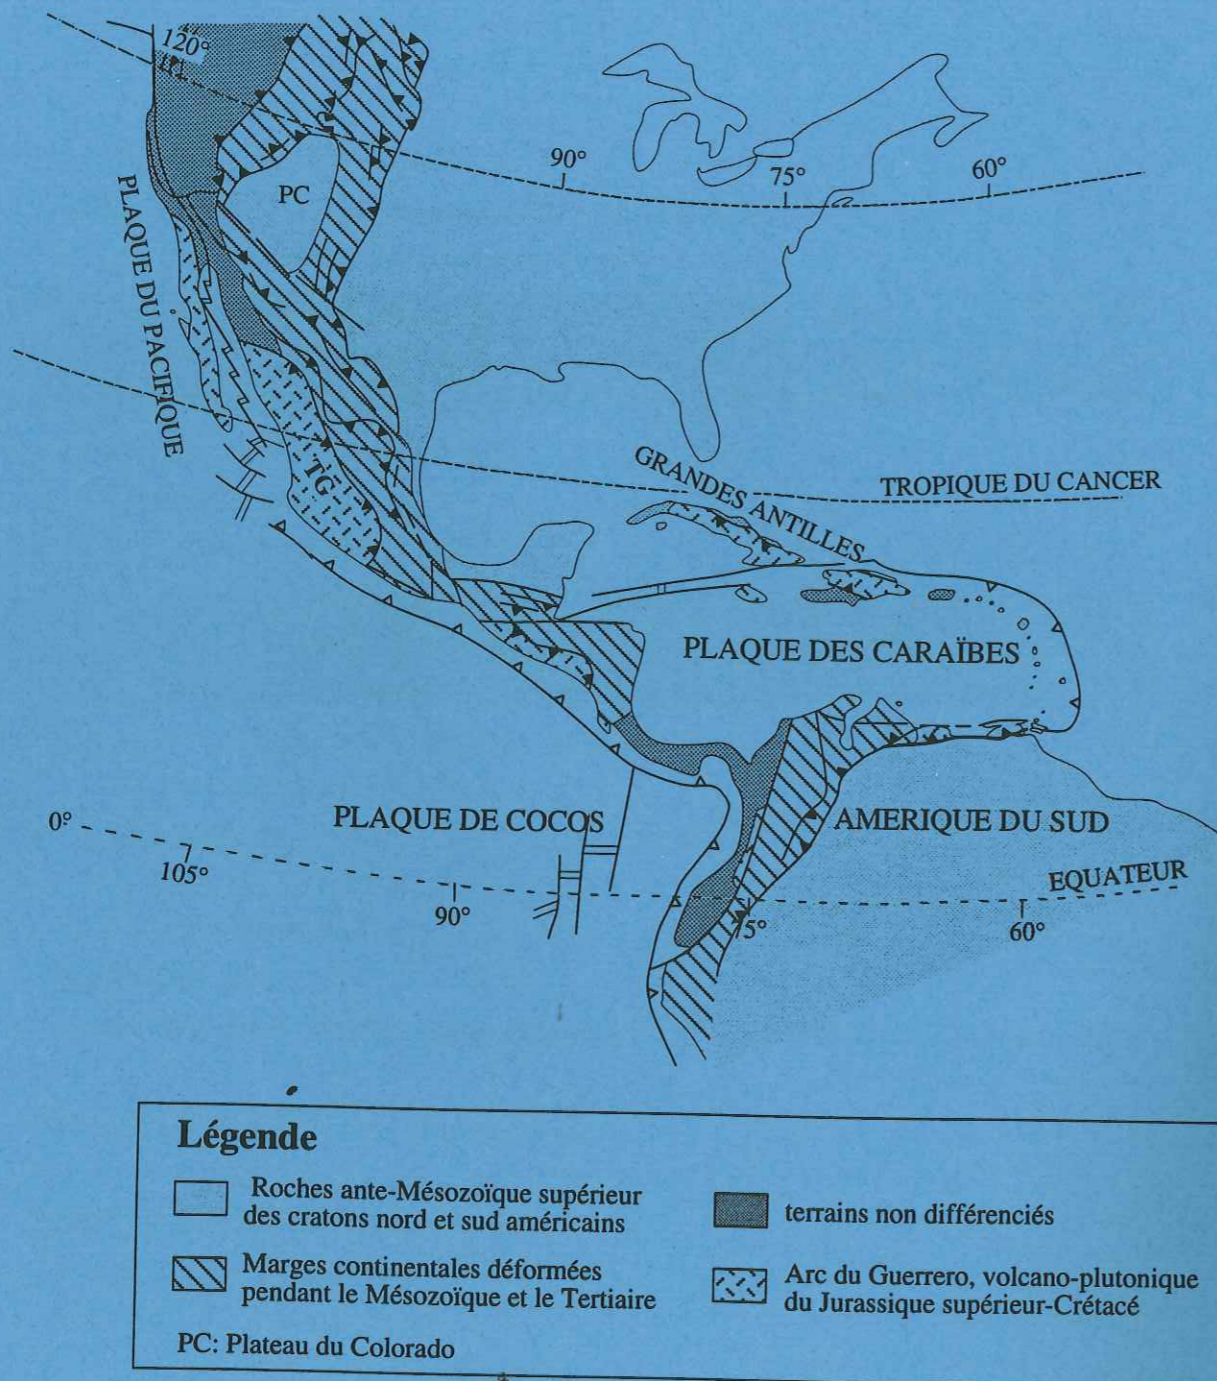 120°
90°
75°
60°
PC
PLAQUE DU PACIFIQUE
TG
GRANDES ANTILLES
TROPIQUE DU CANCER
PLAQUE DES CARAÏBES
PLAQUE DE COCOS
AMERIQUE DU SUD
0°
105°
90°
75°
60°
EQUATEUR
Légende
Roches ante-Mésozoïque supérieur
des cratons nord et sud américains
terrains non différenciés
Marges continentales déformées
pendant le Mésozoïque et le Tertiaire
Arc du Guerrero, volcano-plutonique
du Jurassique supérieur-Crétacé
PC: Plateau du Colorado